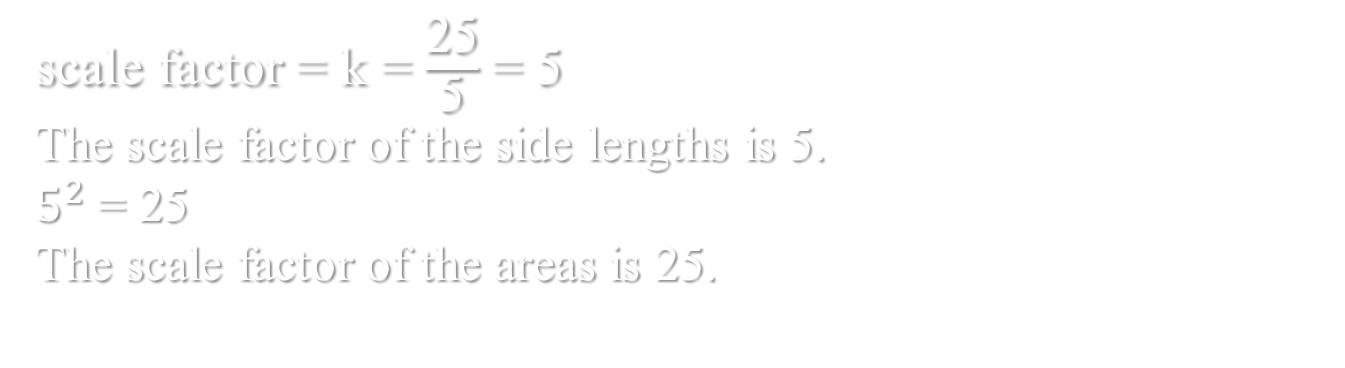 scale factor = k = 25/5 = 5
The scale factor of the side lengths is 5.
5² = 25
The scale factor of the areas is 25.